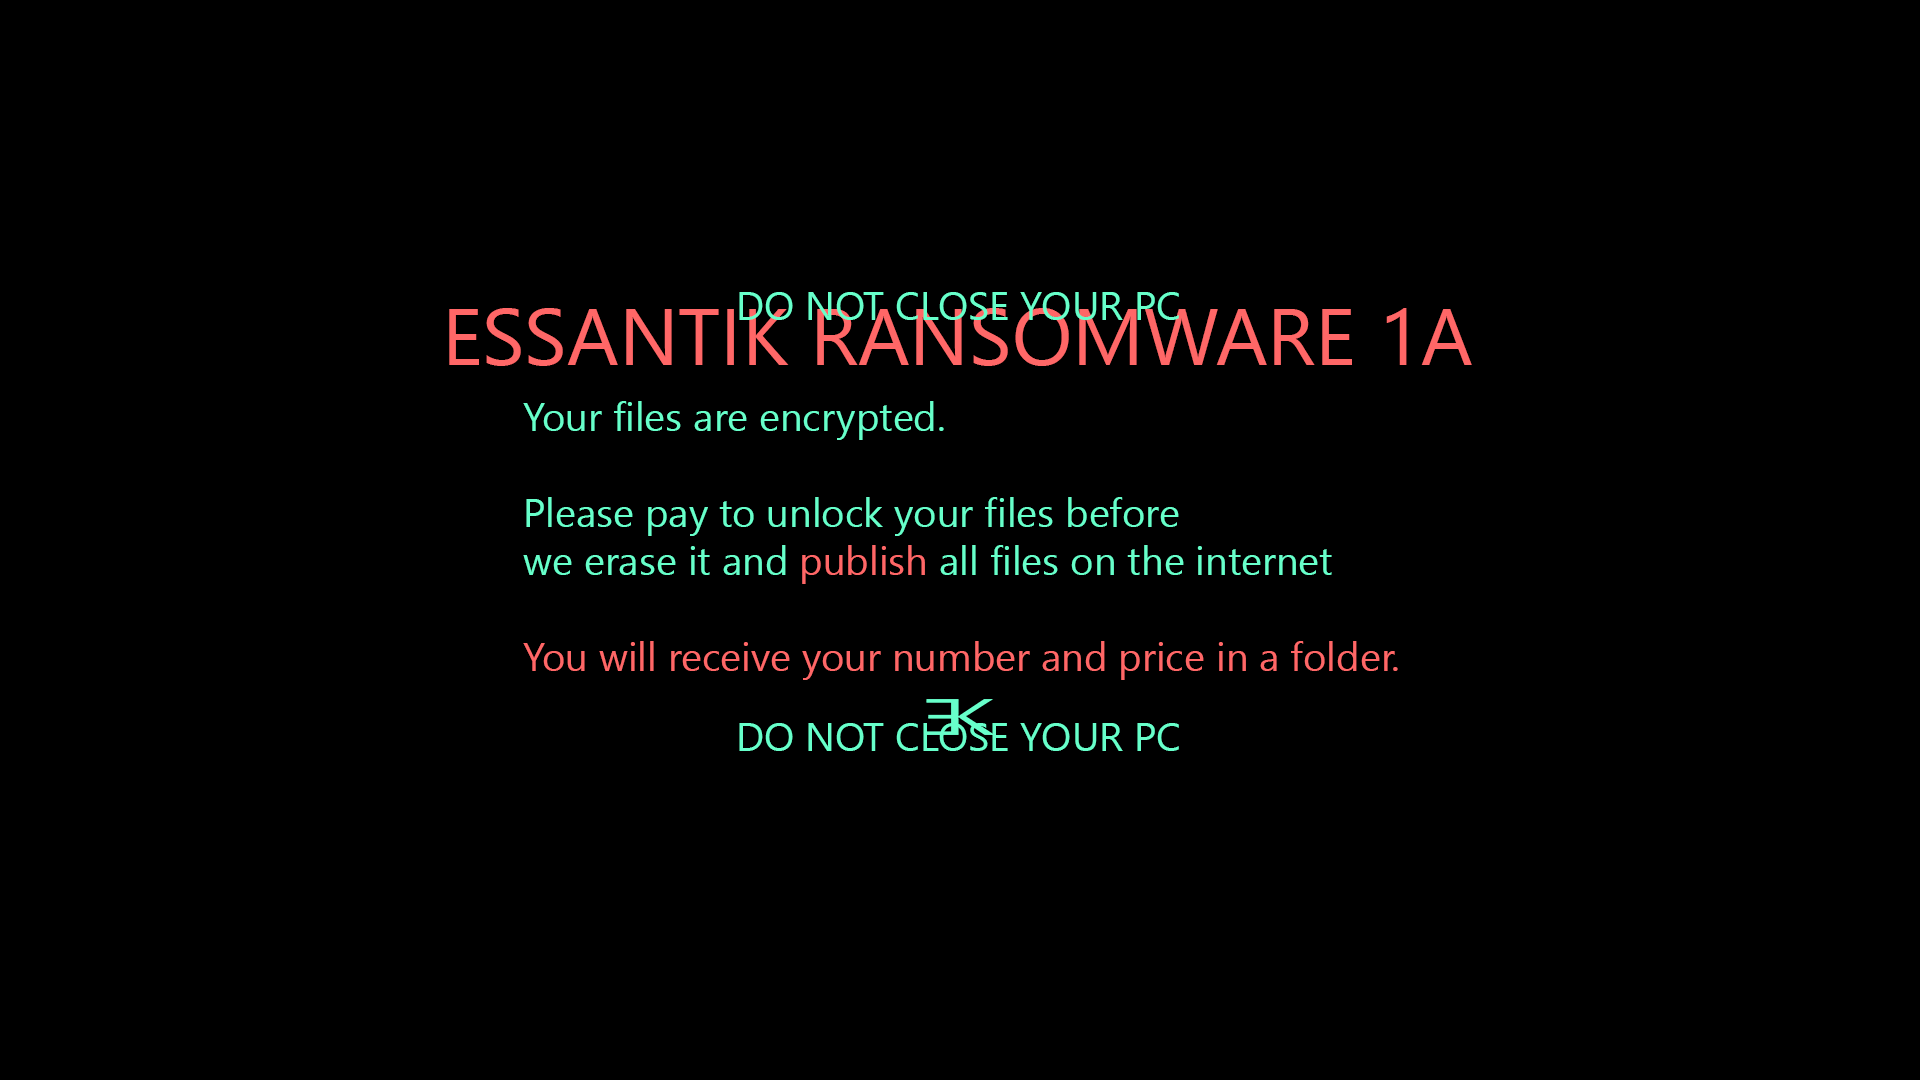 DO NOT CLOSE YOUR PC
ESSANTIK RANSOMWARE 1A
Your files are encrypted.
Please pay to unlock your files before
we erase it and publish all files on the internet
You will receive your number and price in a folder.
DO NOT CLOSE YOUR PC